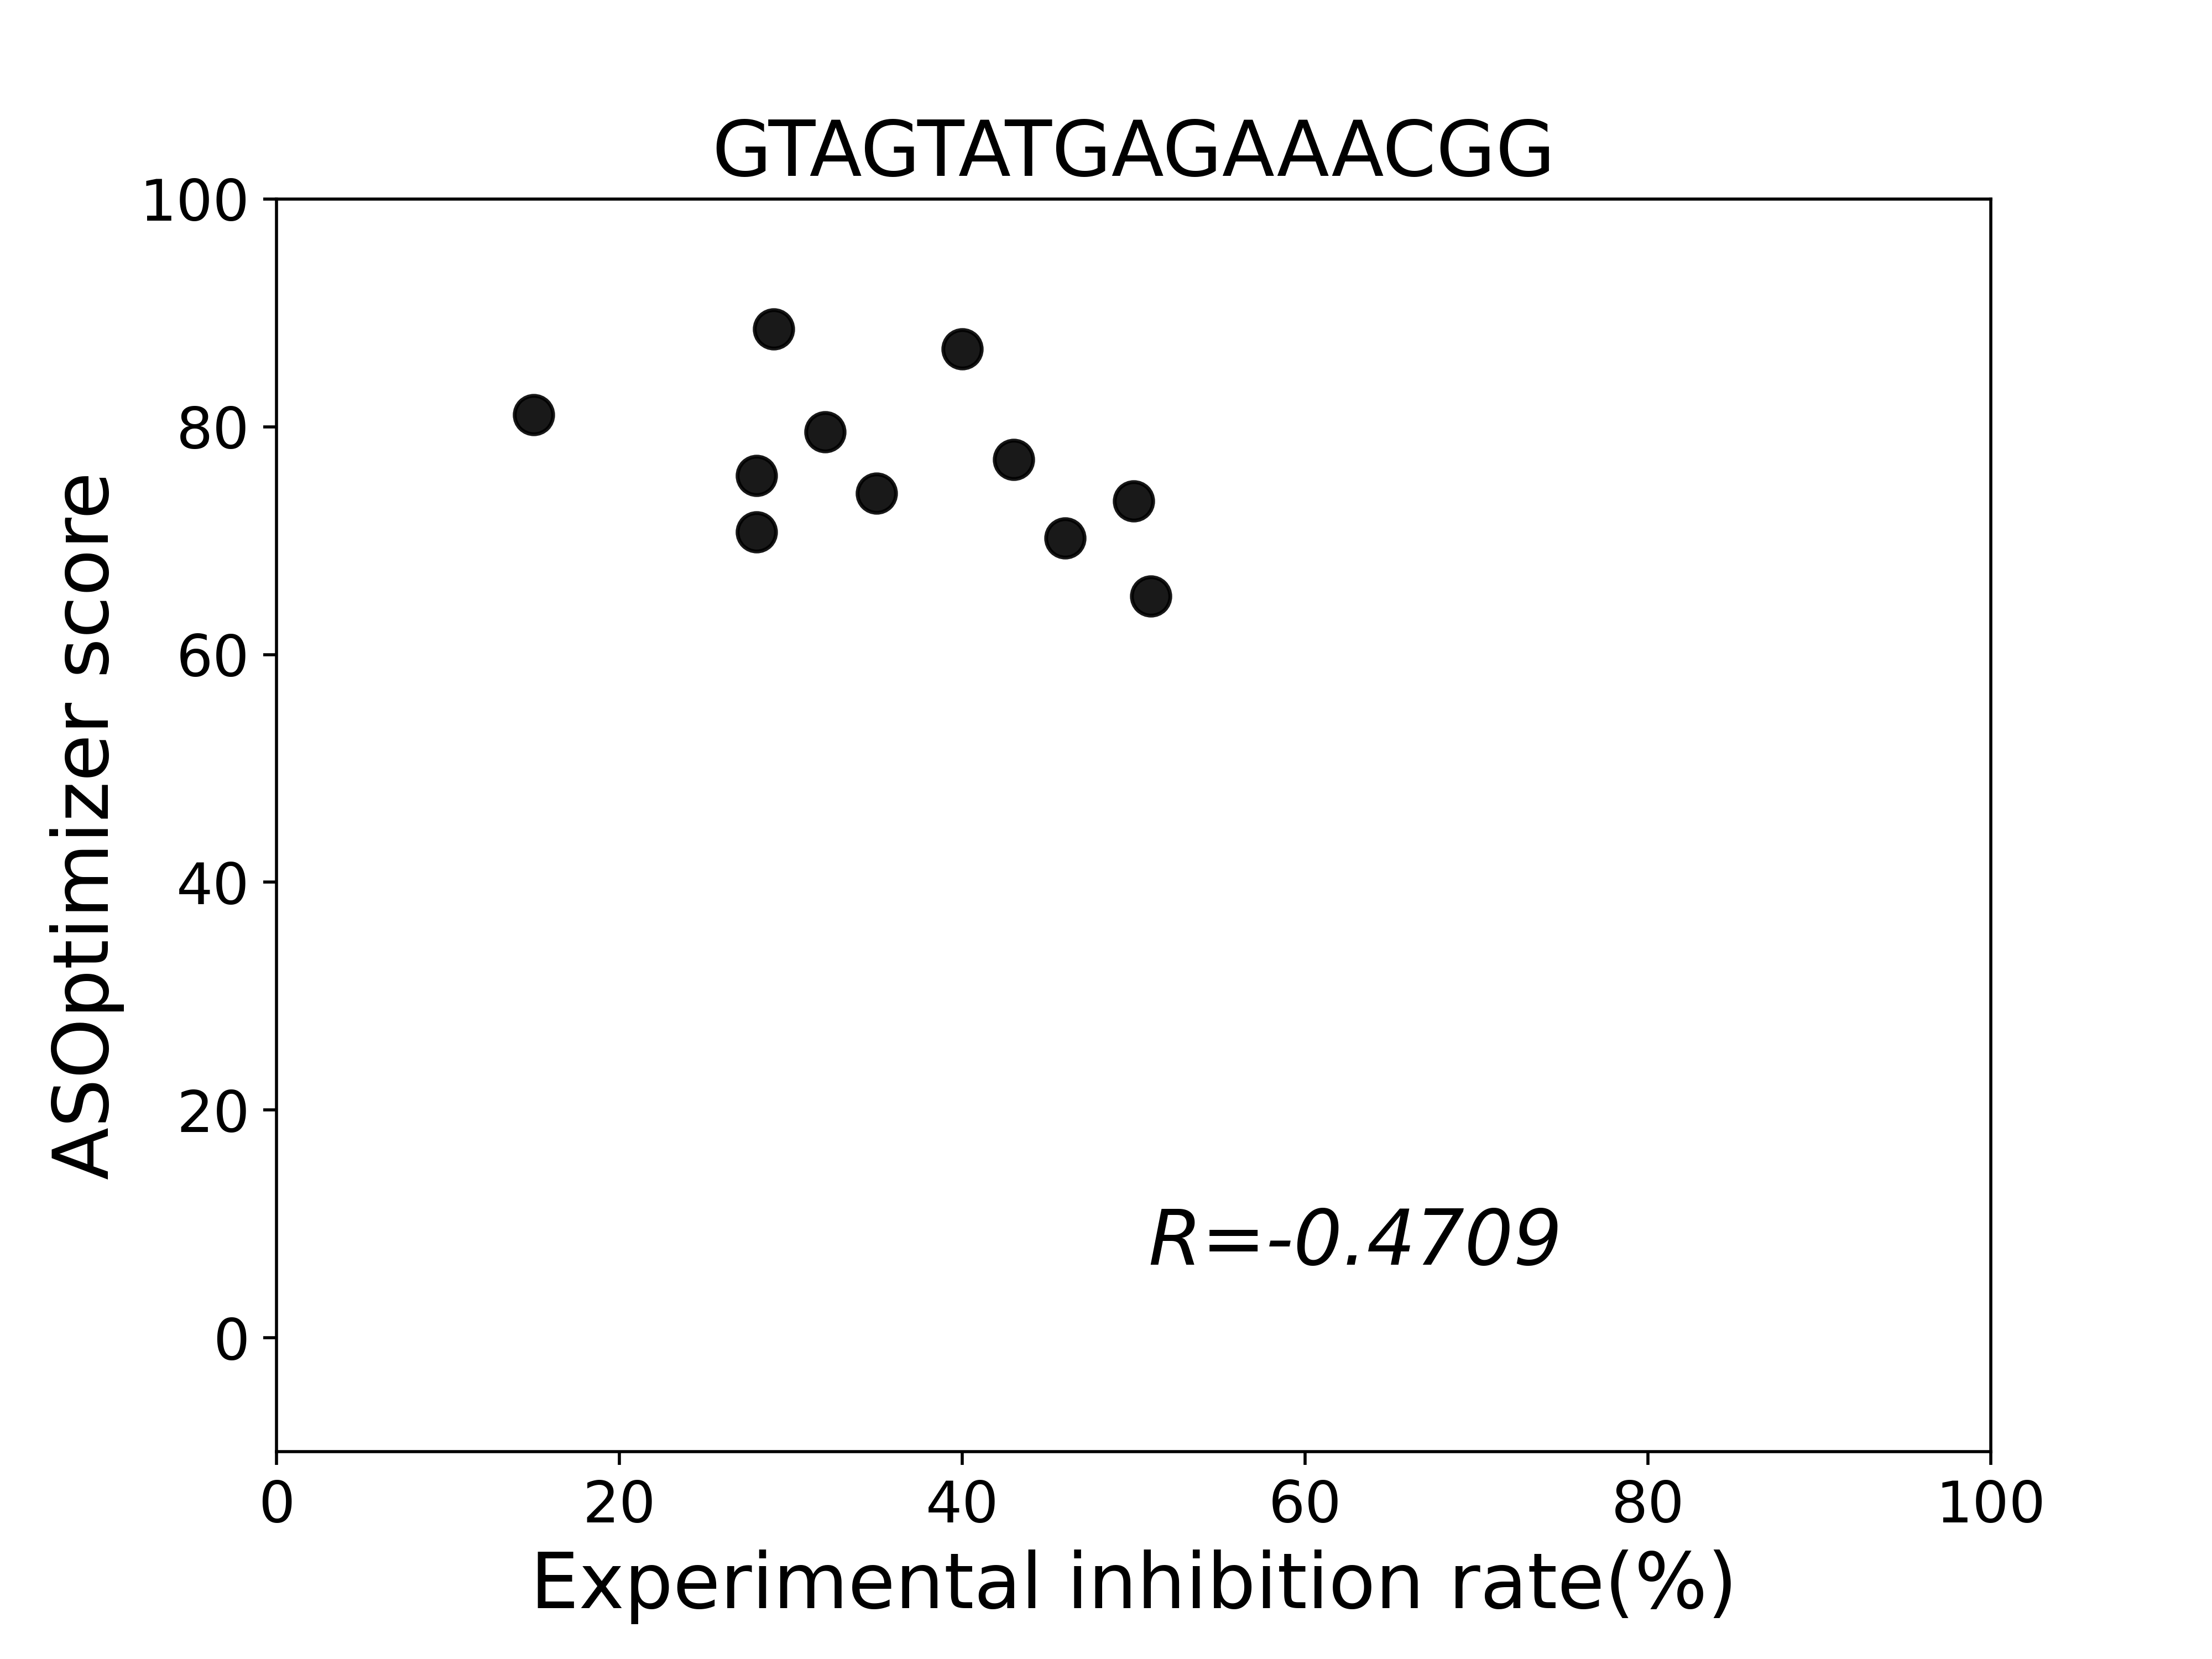 GTAGTATGAGAAACGG
100
80
60
40
20
0
ASOptimizer score
R=-0.4709
0 20 40 60 80 100
Experimental inhibition rate(%)